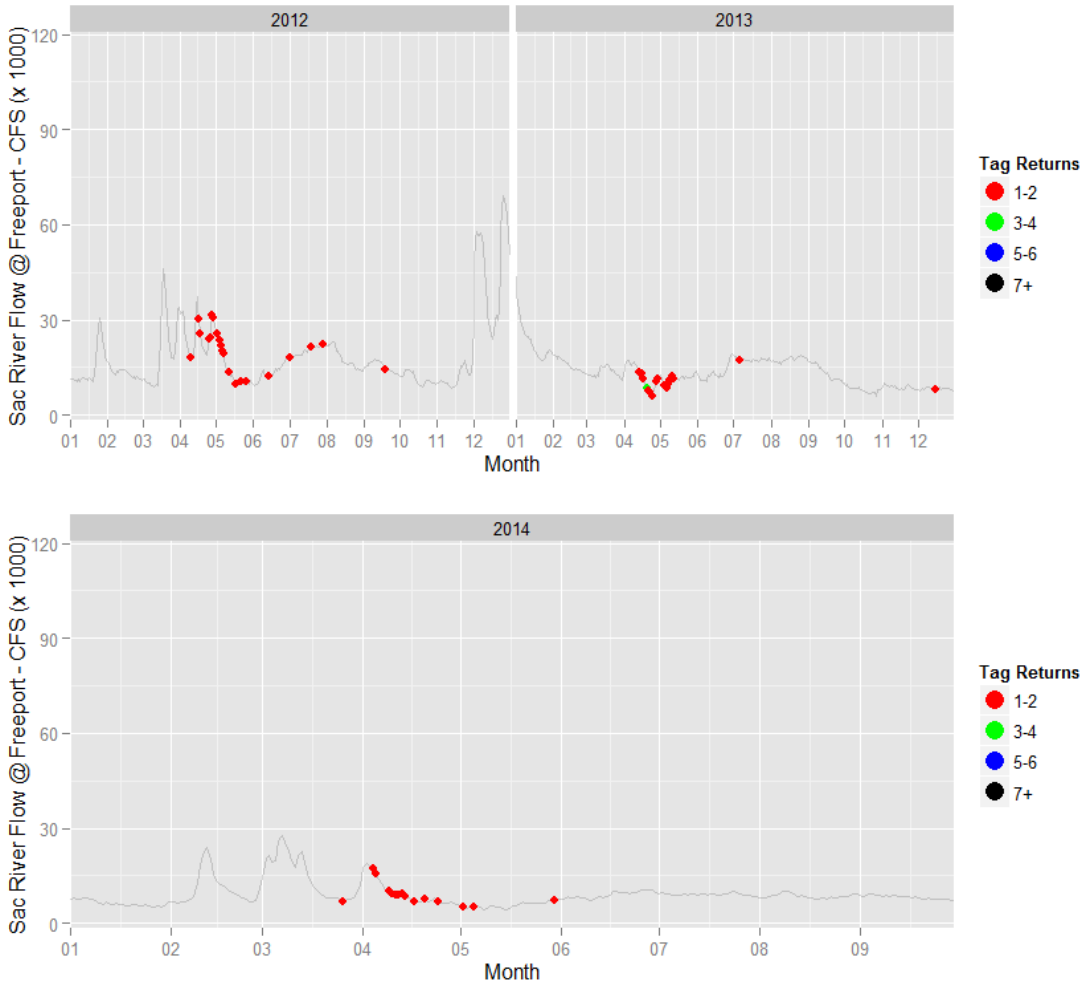 2012 2013
Sac River Flow @ Freeport - CFS (x 1000)
120
90
60
30
0
01 02 03 04 05 06 07 08 09 10 11 12 01 02 03 04 05 06 07 08 09 10 11 12
Month
Tag Returns
1-2
3-4
5-6
7+
2014
Sac River Flow @ Freeport - CFS (x 1000)
120
90
60
30
0
01 02 03 04 05 06 07 08 09
Month
Tag Returns
1-2
3-4
5-6
7+